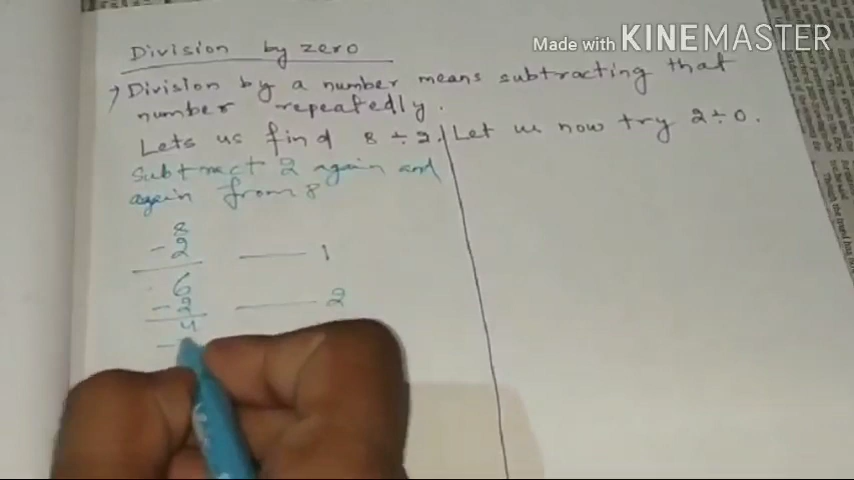 Made with KINEMASTER
Division by zero
Division by a number means subtracting that
number repeatedly.
Lets us find 8 ÷ 2.
Subtract 2 again and
again from 8
8
- 2 1
6
- 2 2
4
-
Let us now try 2 ÷ 0.